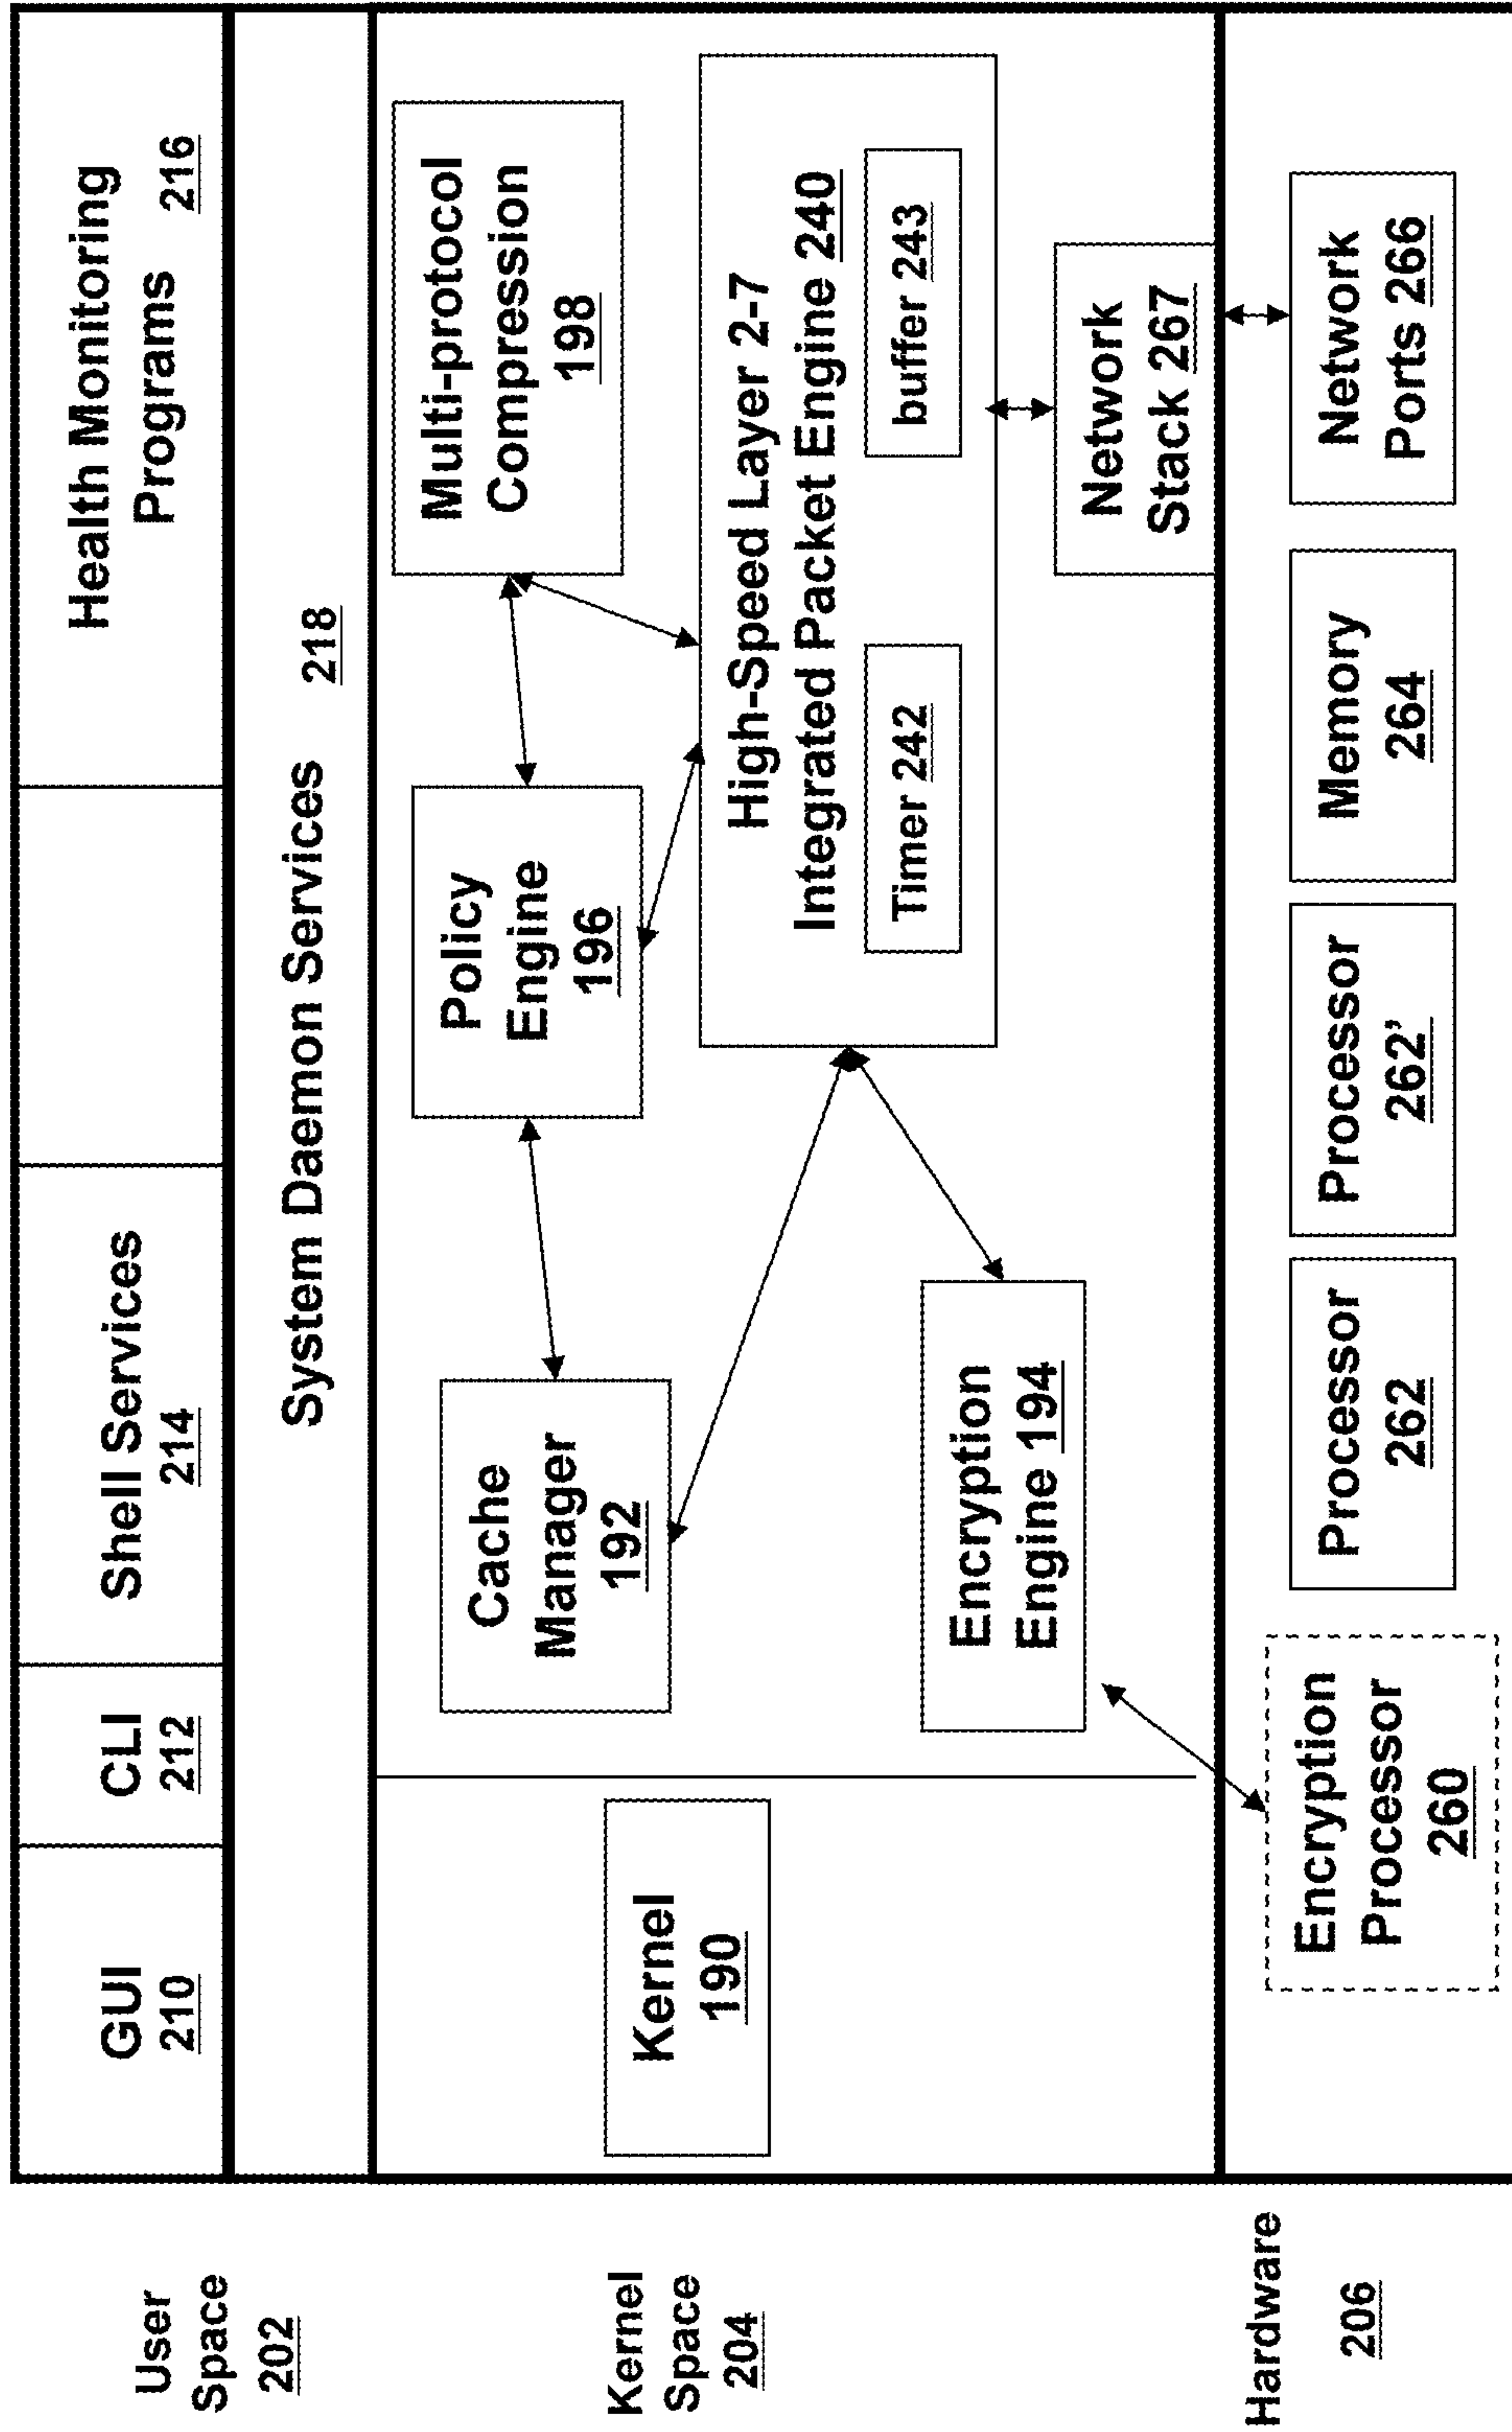 User
Space
202
GUI
210
CLI
212
Shell Services
214
Health Monitoring
Programs 216
System Daemon Services 218
Kernel
Space
204
Kernel
190
Cache
Manager
192
Policy
Engine
196
Multi-protocol
Compression
198
High-Speed Layer 2-7
Integrated Packet Engine 240
Timer 242
buffer 243
Encryption
Engine 194
Network
Stack 267
Hardware
206
Encryption
Processor
260
Processor
262
Processor
262’
Memory
264
Network
Ports 266